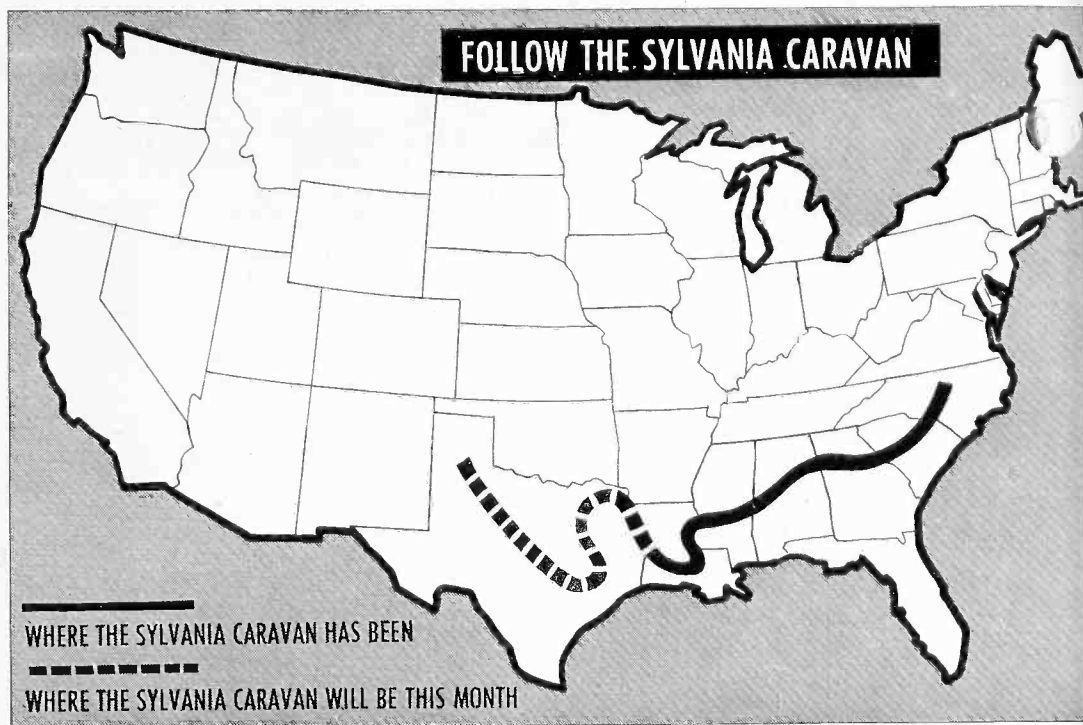 FOLLOW THE SYLVANIA CARAVAN
WHERE THE SYLVANIA CARAVAN HAS BEEN
WHERE THE SYLVANIA CARAVAN WILL BE THIS MONTH